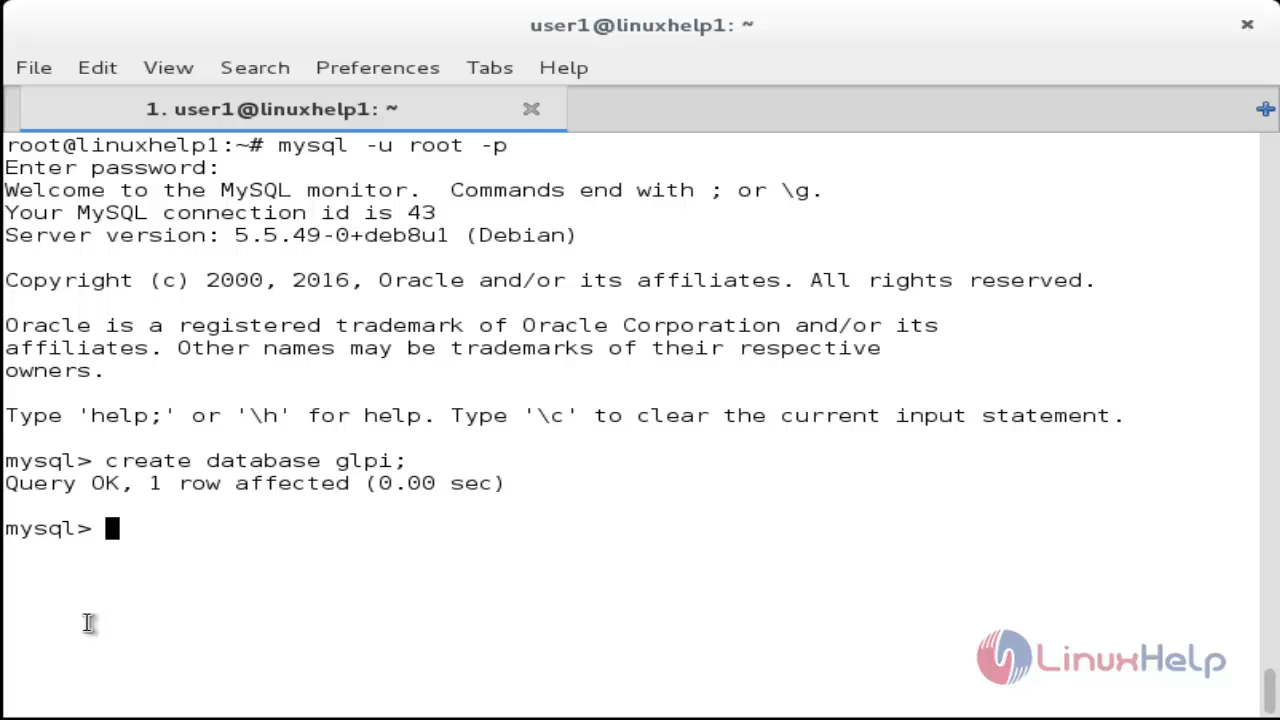 user1@linuxhelp1: ~
File Edit View Search Preferences Tabs Help
1. user1@linuxhelp1: ~
root@linuxhelp1:~# mysql -u root -p
Enter password:
Welcome to the MySQL monitor.  Commands end with ; or \g.
Your MySQL connection id is 43
Server version: 5.5.49-0+deb8u1 (Debian)
Copyright (c) 2000, 2016, Oracle and/or its affiliates. All rights reserved.
Oracle is a registered trademark of Oracle Corporation and/or its
affiliates. Other names may be trademarks of their respective
owners.
Type 'help;' or '\h' for help. Type '\c' to clear the current input statement.
mysql> create database glpi;
Query OK, 1 row affected (0.00 sec)
mysql>
LinuxHelp